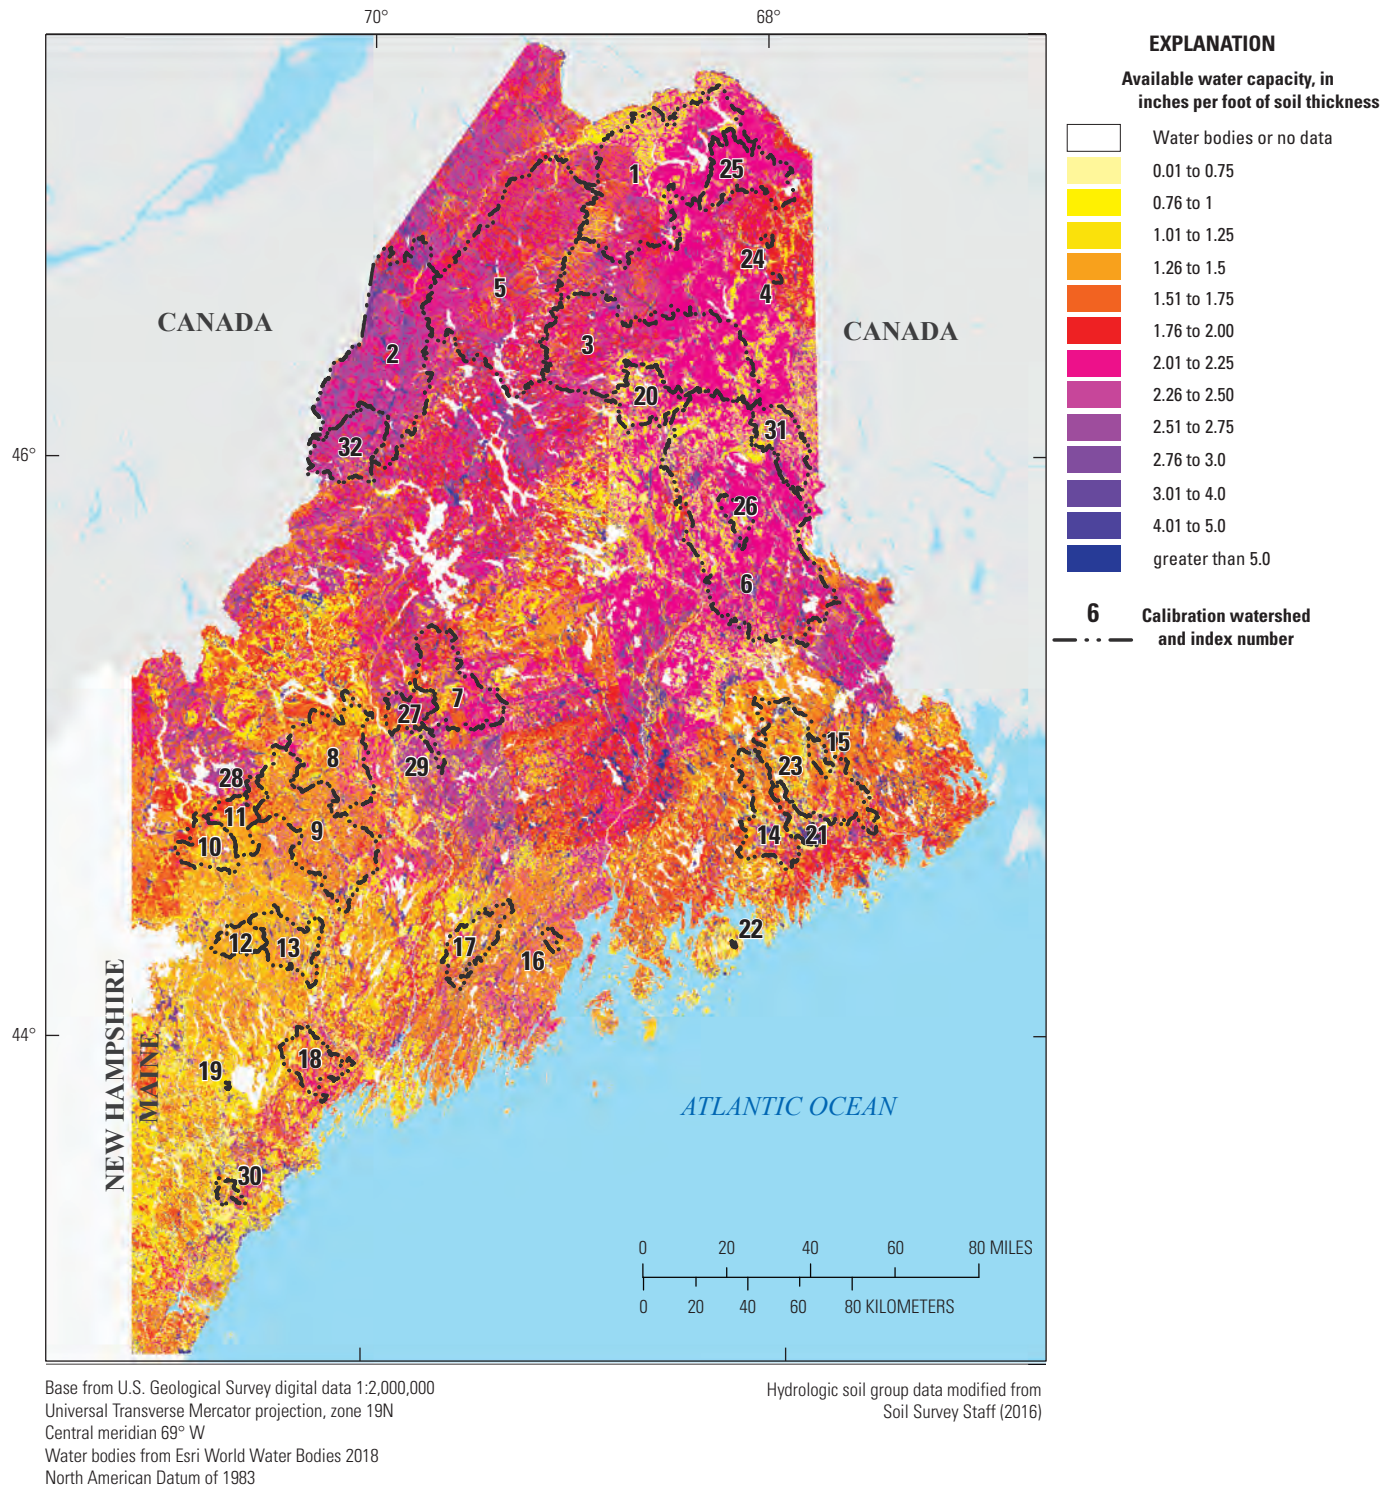 70°
68°
EXPLANATION
Available water capacity, in
inches per foot of soil thickness
Water bodies or no data
0.01 to 0.75
0.76 to 1
1.01 to 1.25
1.26 to 1.5
1.51 to 1.75
1.76 to 2.00
2.01 to 2.25
2.26 to 2.50
2.51 to 2.75
2.76 to 3.0
3.01 to 4.0
4.01 to 5.0
greater than 5.0
6 Calibration watershed
and index number
1
25
24
5
4
CANADA
CANADA
3
2
20
31
32
46°
26
6
7
27
15
8
29
23
28
11
9
14
21
10
22
12
13
17
16
44°
18
19
NEW HAMPSHIRE
MAINE
ATLANTIC OCEAN
30
0 20 40 60 80 MILES
0 20 40 60 80 KILOMETERS
Base from U.S. Geological Survey digital data 1:2,000,000
Universal Transverse Mercator projection, zone 19N
Central meridian 69° W
Water bodies from Esri World Water Bodies 2018
North American Datum of 1983
Hydrologic soil group data modified from
Soil Survey Staff (2016)